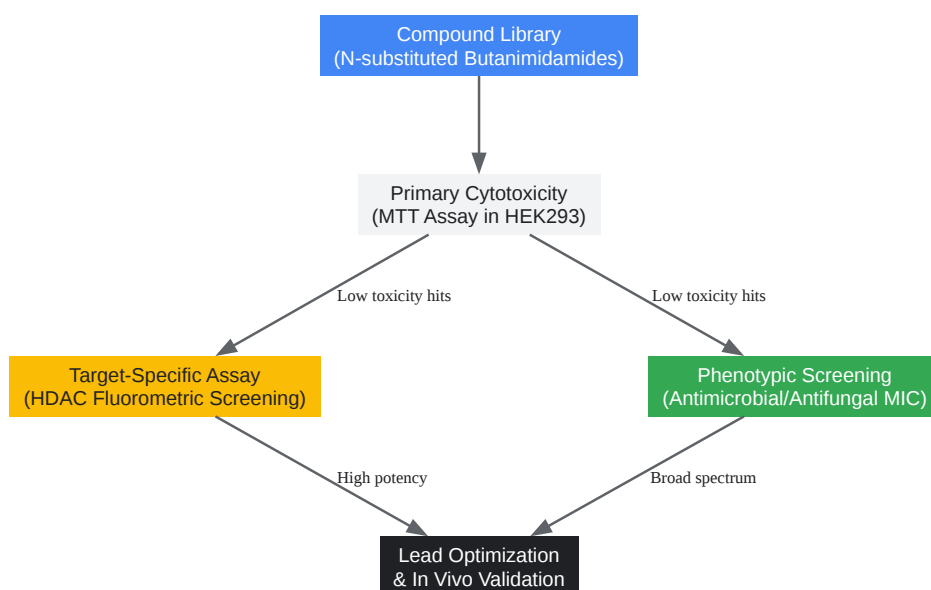 Compound Library
(N-substituted Butanimidamides)
Primary Cytotoxicity
(MTT Assay in HEK293)
Low toxicity hits
Low toxicity hits
Target-Specific Assay
(HDAC Fluorometric Screening)
Phenotypic Screening
(Antimicrobial/Antifungal MIC)
High potency
Broad spectrum
Lead Optimization
& In Vivo Validation